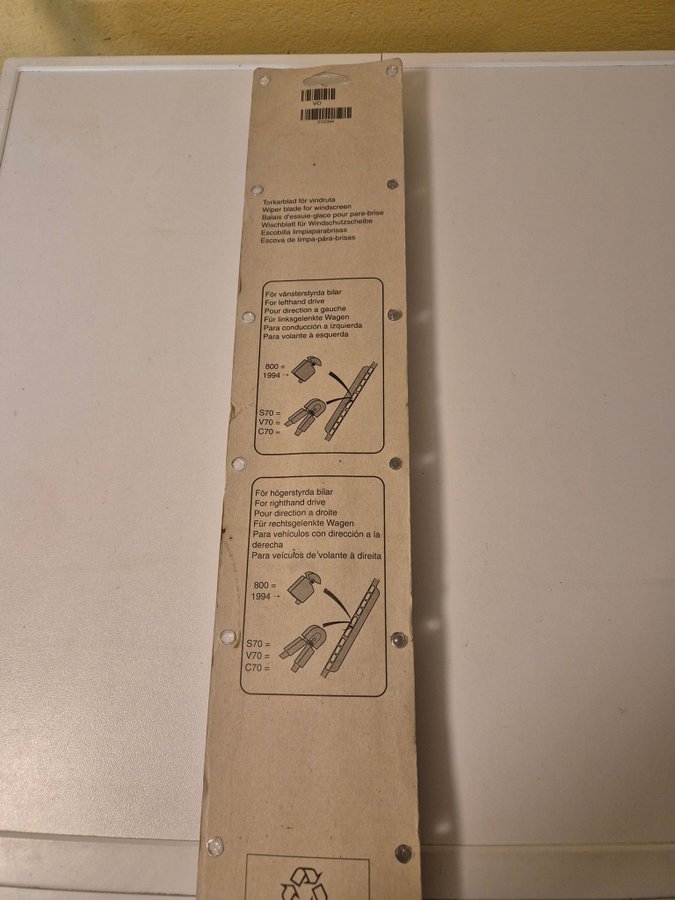 VO
272394
Torkarblad för vindruta
Wiper blade for windscreen
Balais d'essuie-glace pour pare-brise
Wischblatt für Windschutzscheibe
Escobilla limpiaparabrisas
Escova de limpa-pára-brisas
För vänsterstyrda bilar
For lefthand drive
Pour direction a gauche
Für linksgelenkte Wagen
Para conducción a izquierda
Para volante à esquerda
800 =
1994 →
S70 =
V70 =
C70 =
För högerstyrda bilar
For righthand drive
Pour direction a droite
Für rechtsgelenkte Wagen
Para vehículos con dirección a la
derecha
Para veículos de volante à direita
800 =
1994 →
S70 =
V70 =
C70 =